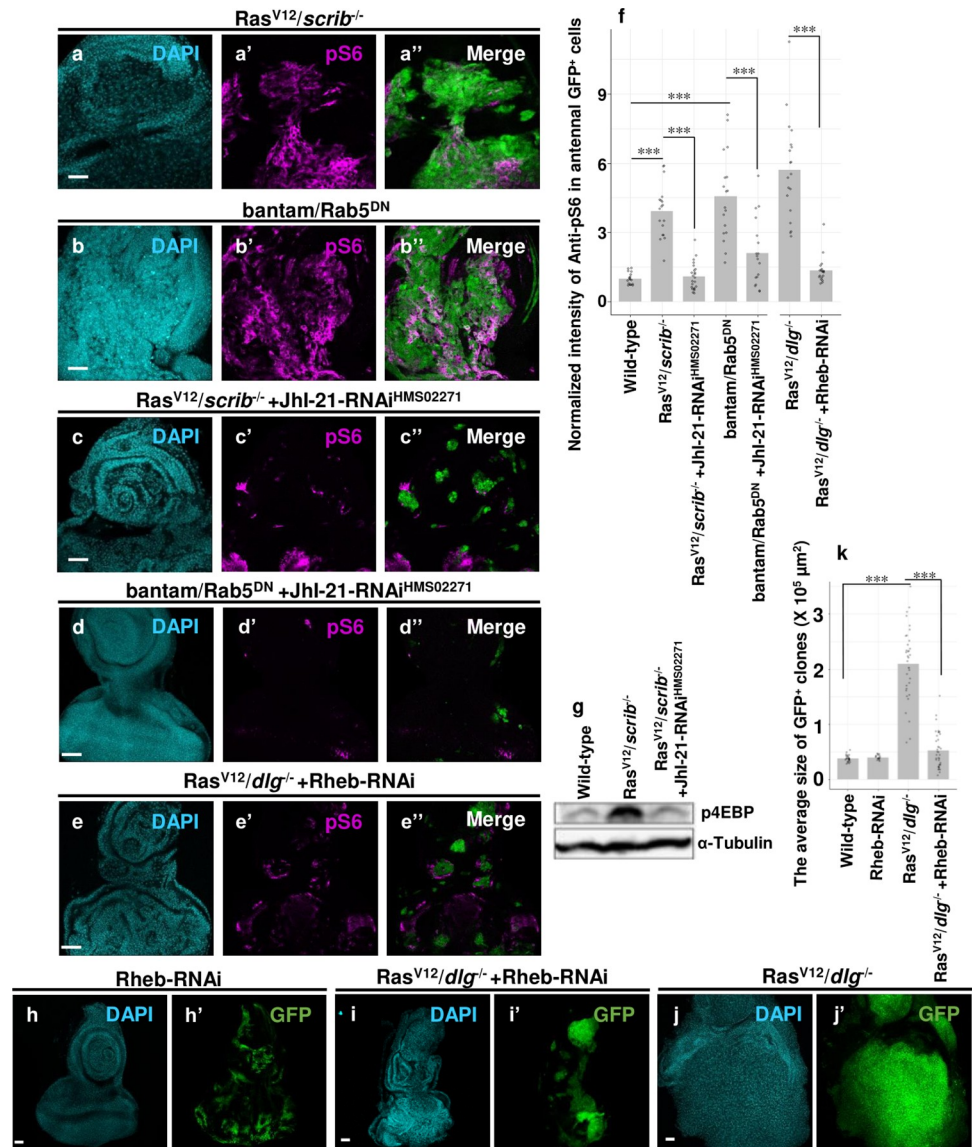 Rasⱽ¹²/scrib⁻/⁻
a DAPI a' pS6 a'' Merge
bantam/Rab5ᴰᴺ
b DAPI b' pS6 b'' Merge
Rasⱽ¹²/scrib⁻/⁻ +JhI-21-RNAiᴴᴹˢ⁰²²⁷¹
c DAPI c' pS6 c'' Merge
bantam/Rab5ᴰᴺ +JhI-21-RNAiᴴᴹˢ⁰²²⁷¹
d DAPI d' pS6 d'' Merge
Rasⱽ¹²/dlg⁻/⁻ +Rheb-RNAi
e DAPI e' pS6 e'' Merge
f
Normalized intensity of Anti-pS6 in antennal GFP⁺ cells
9
6
3
0
***
***
***
***
***
Wild-type
Rasⱽ¹²/scrib⁻/⁻
Rasⱽ¹²/scrib⁻/⁻ +JhI-21-RNAiᴴᴹˢ⁰²²⁷¹
bantam/Rab5ᴰᴺ
bantam/Rab5ᴰᴺ +JhI-21-RNAiᴴᴹˢ⁰²²⁷¹
Rasⱽ¹²/dlg⁻/⁻
Rasⱽ¹²/dlg⁻/⁻ +Rheb-RNAi
g
Wild-type
Rasⱽ¹²/scrib⁻/⁻
Rasⱽ¹²/scrib⁻/⁻
+JhI-21-RNAiᴴᴹˢ⁰²²⁷¹
p4EBP
α-Tubulin
k
The average size of GFP⁺ clones (X 10⁵ µm²)
3
2
1
0
***
***
Wild-type
Rheb-RNAi
Rasⱽ¹²/dlg⁻/⁻
Rasⱽ¹²/dlg⁻/⁻ +Rheb-RNAi
Rheb-RNAi
h DAPI h' GFP
Rasⱽ¹²/dlg⁻/⁻ +Rheb-RNAi
i DAPI i' GFP
Rasⱽ¹²/dlg⁻/⁻
j DAPI j' GFP